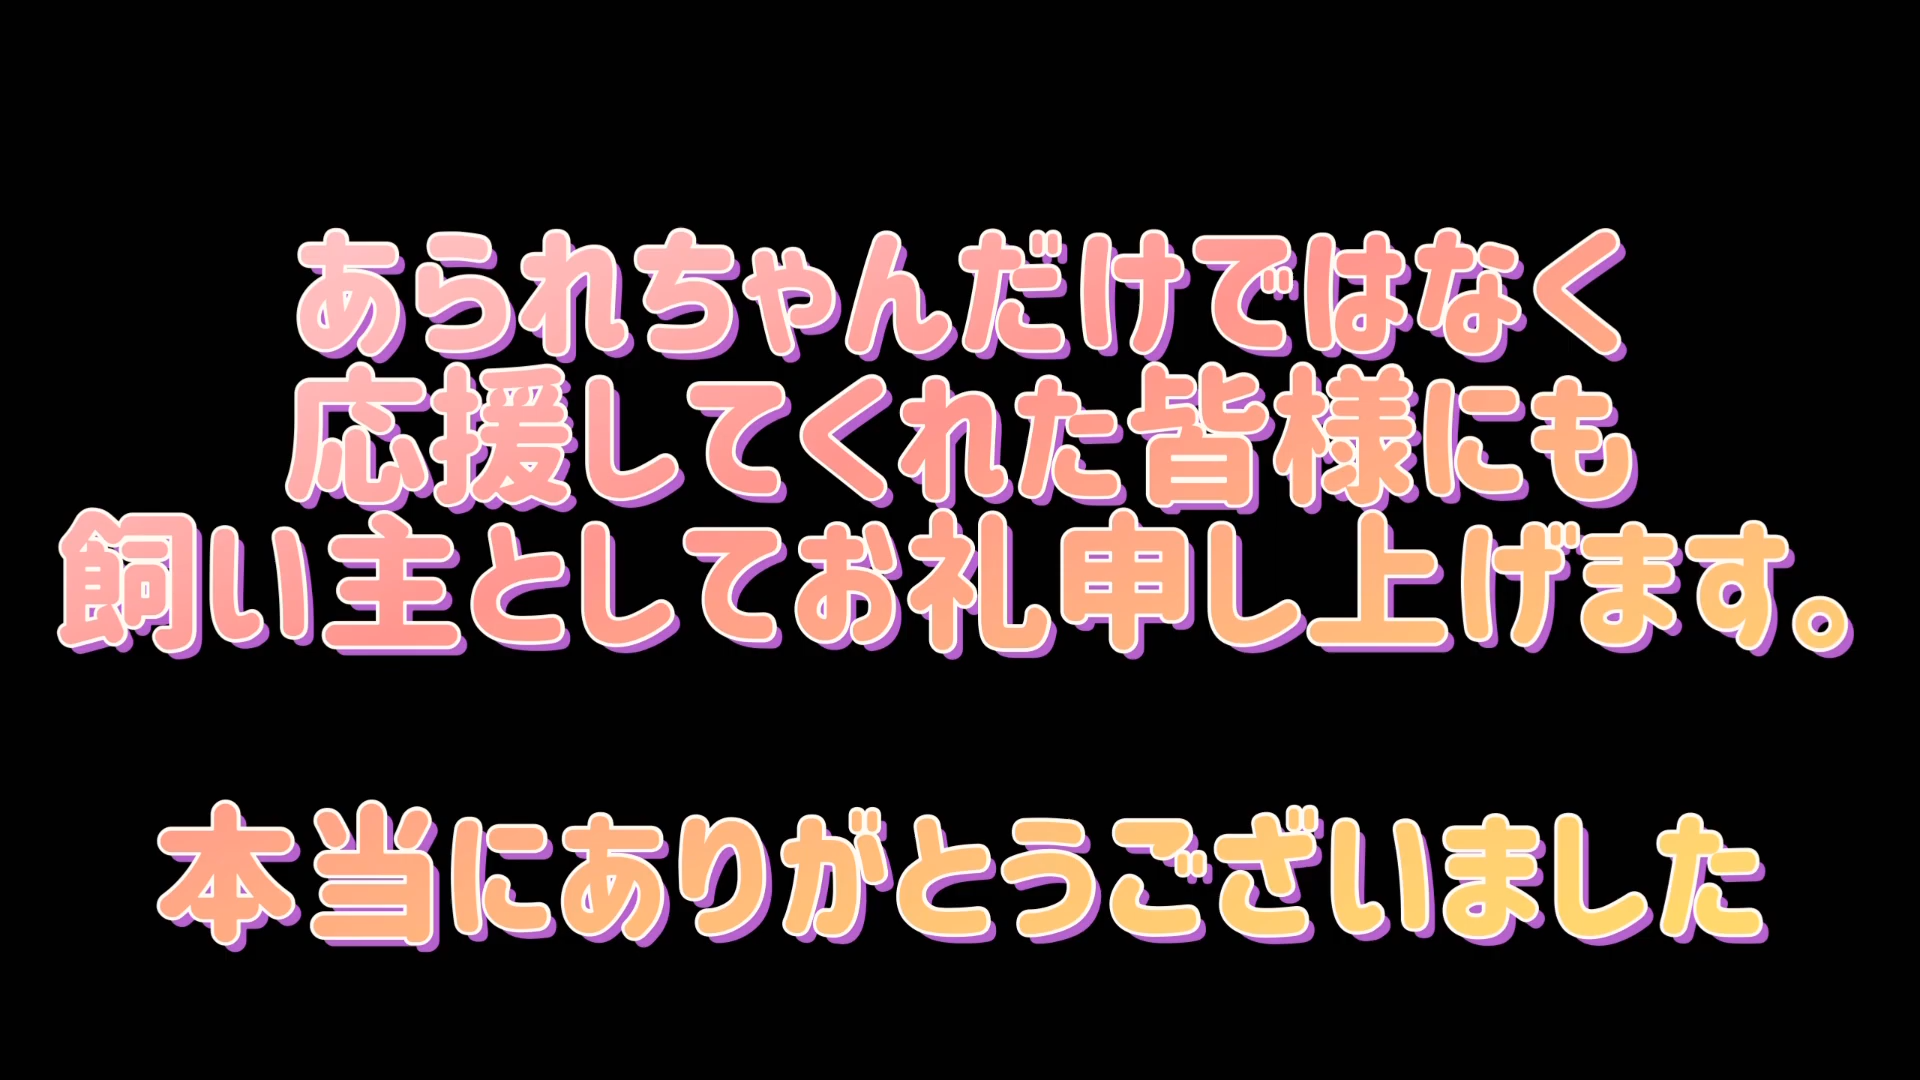 あられちゃんだけではなく
応援してくれた皆様にも
飼い主としてお礼申し上げます。
本当にありがとうございました